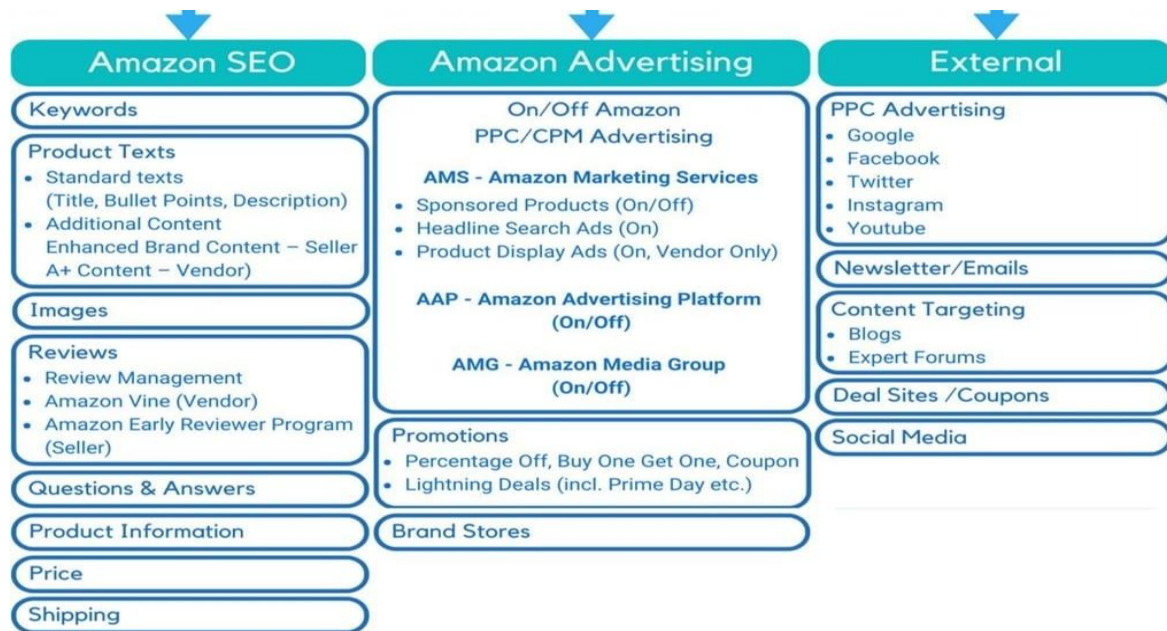 Amazon SEO
Keywords
Product Texts
• Standard texts
(Title, Bullet Points, Description)
• Additional Content
Enhanced Brand Content – Seller
A+ Content – Vendor)
Images
Reviews
• Review Management
• Amazon Vine (Vendor)
• Amazon Early Reviewer Program
(Seller)
Questions & Answers
Product Information
Price
Shipping
Amazon Advertising
On/Off Amazon
PPC/CPM Advertising
AMS - Amazon Marketing Services
• Sponsored Products (On/Off)
• Headline Search Ads (On)
• Product Display Ads (On, Vendor Only)
AAP - Amazon Advertising Platform
(On/Off)
AMG - Amazon Media Group
(On/Off)
Promotions
• Percentage Off, Buy One Get One, Coupon
• Lightning Deals (incl. Prime Day etc.)
Brand Stores
External
PPC Advertising
• Google
• Facebook
• Twitter
• Instagram
• Youtube
Newsletter/Emails
Content Targeting
• Blogs
• Expert Forums
Deal Sites /Coupons
Social Media